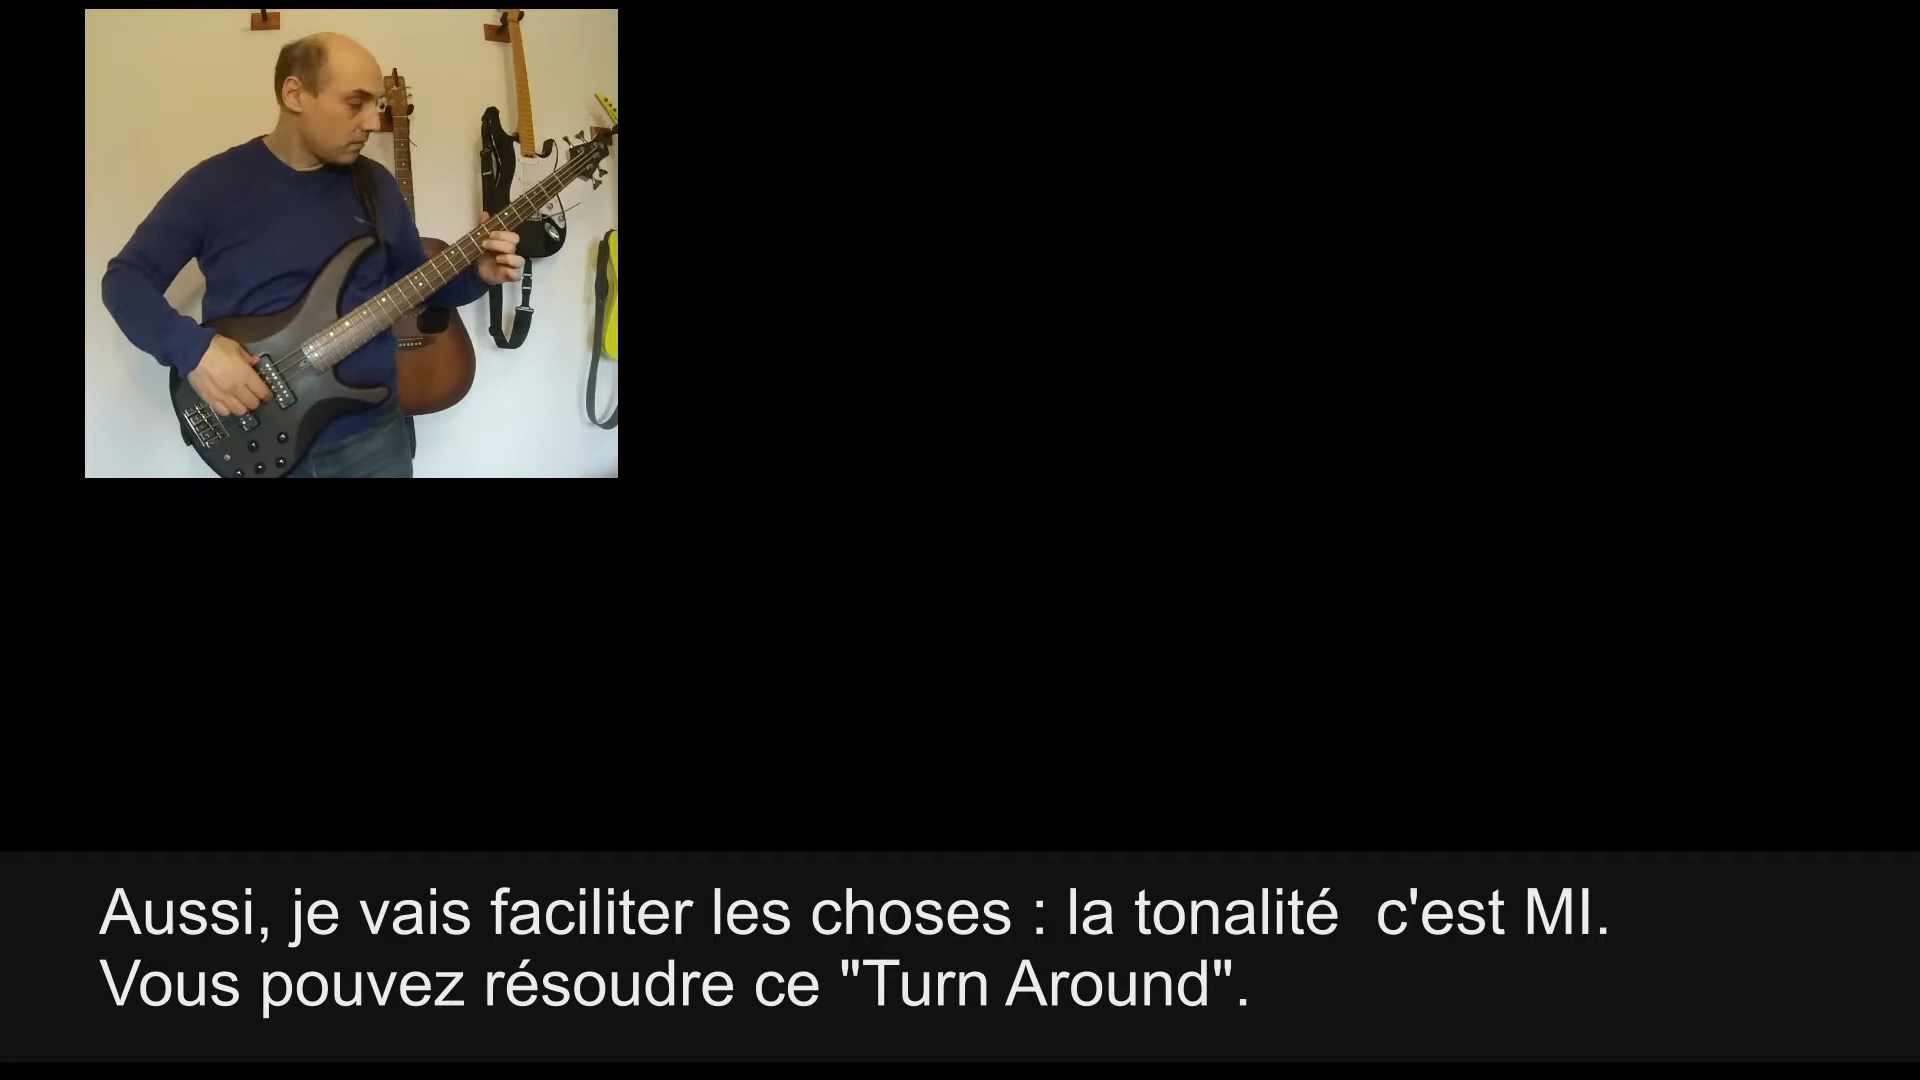 Aussi, je vais faciliter les choses : la tonalité  c'est MI.
Vous pouvez résoudre ce "Turn Around".